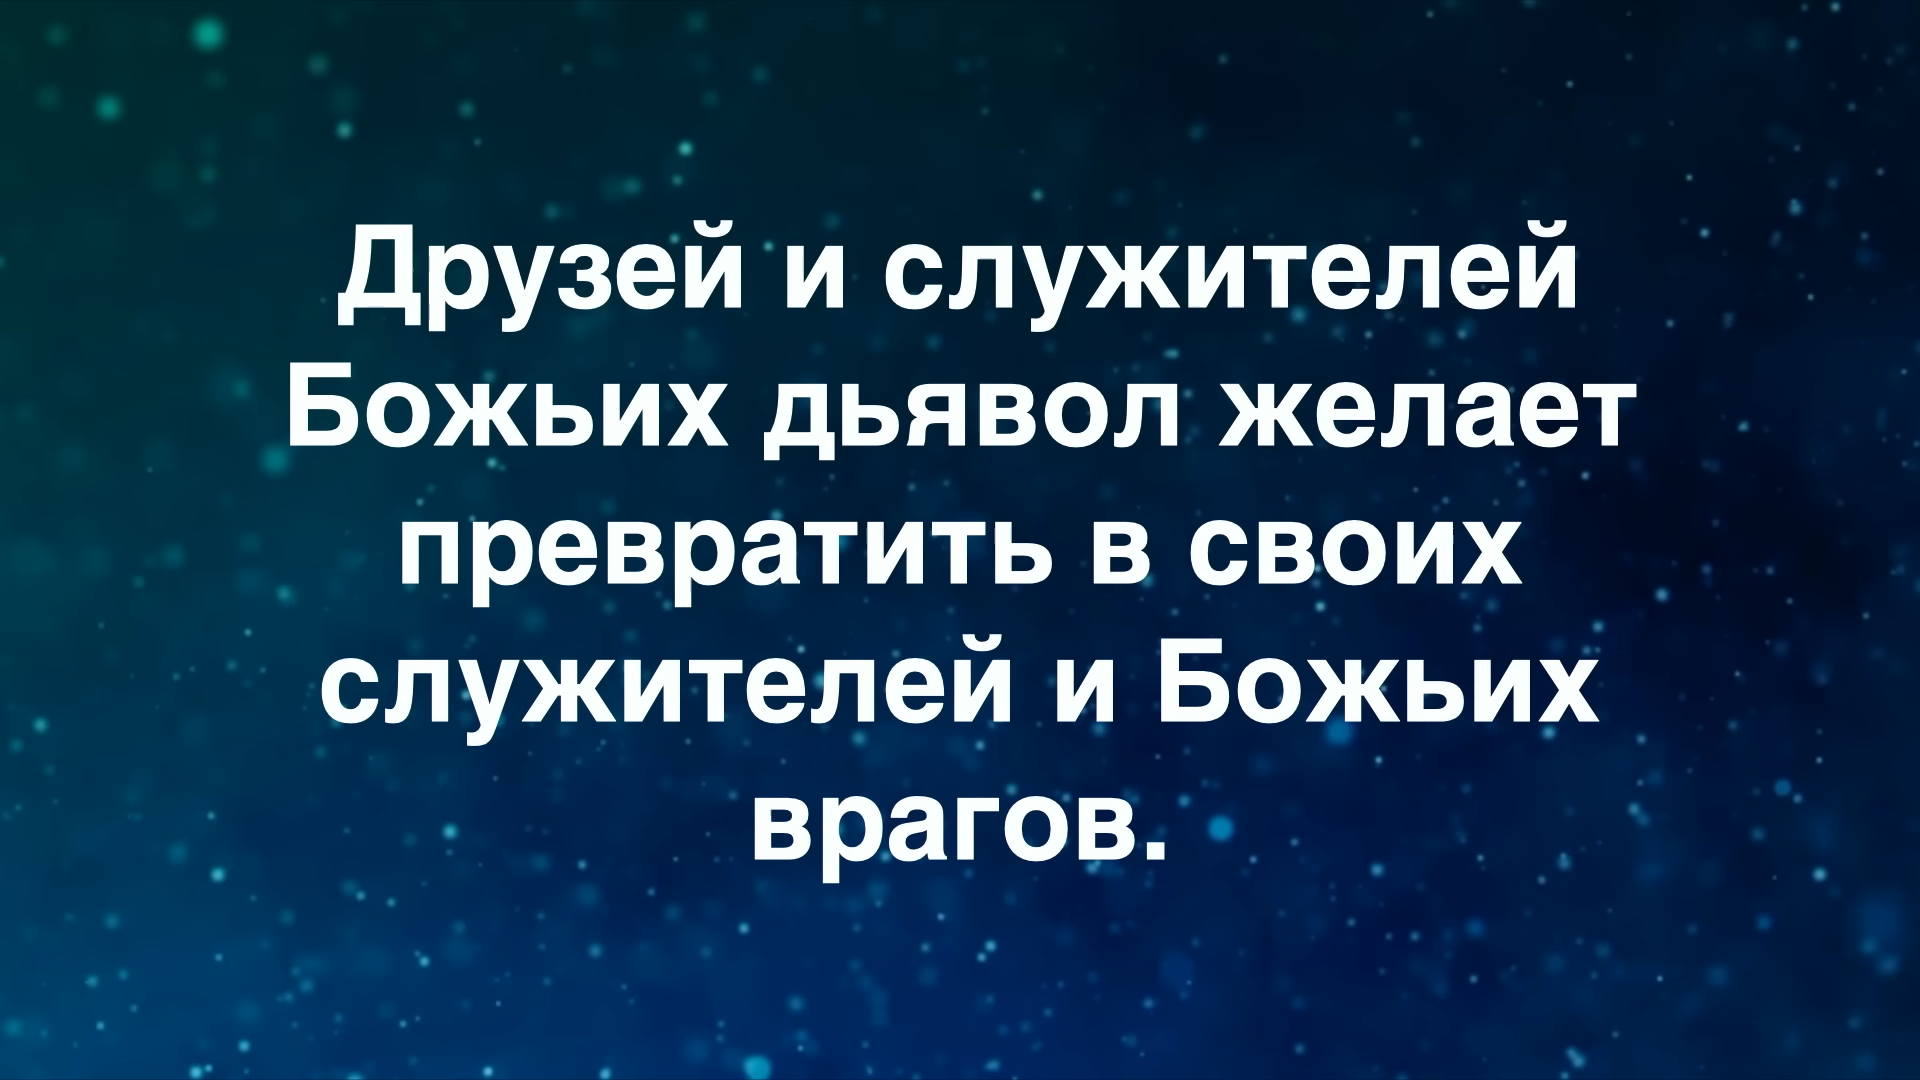 Друзей и служителей
Божьих дьявол желает
превратить в своих
служителей и Божьих
врагов.